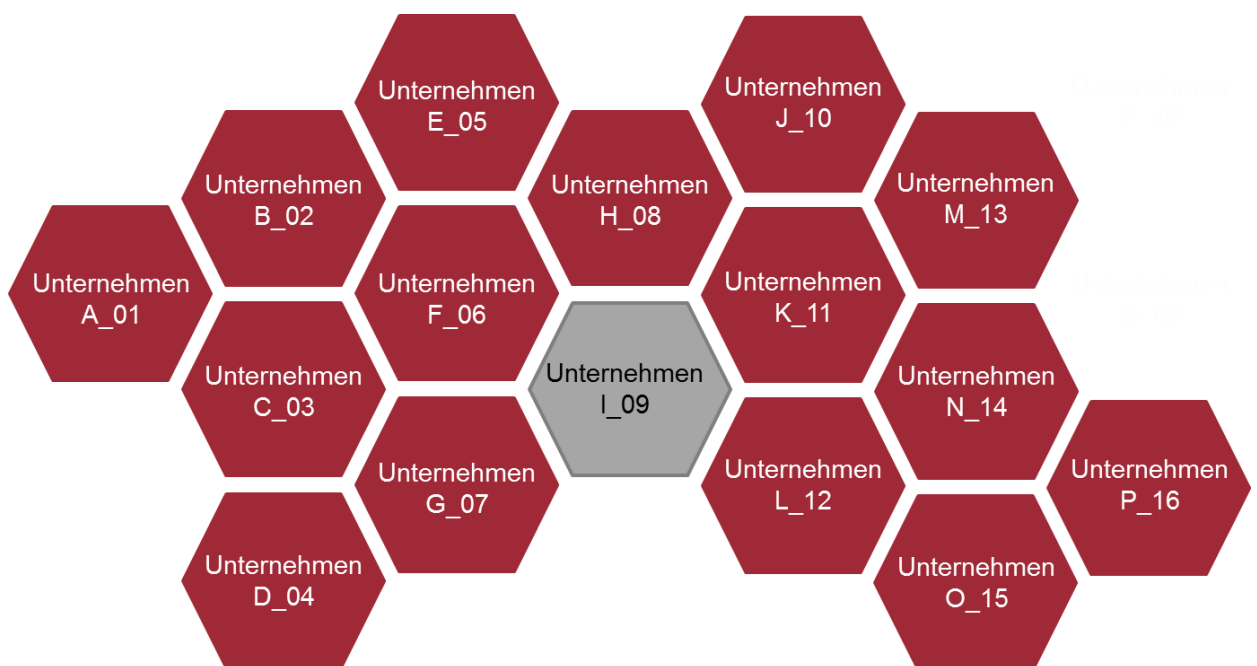 Unternehmen
A_01
Unternehmen
B_02
Unternehmen
C_03
Unternehmen
D_04
Unternehmen
E_05
Unternehmen
F_06
Unternehmen
G_07
Unternehmen
H_08
Unternehmen
I_09
Unternehmen
J_10
Unternehmen
K_11
Unternehmen
L_12
Unternehmen
M_13
Unternehmen
N_14
Unternehmen
O_15
Unternehmen
P_16